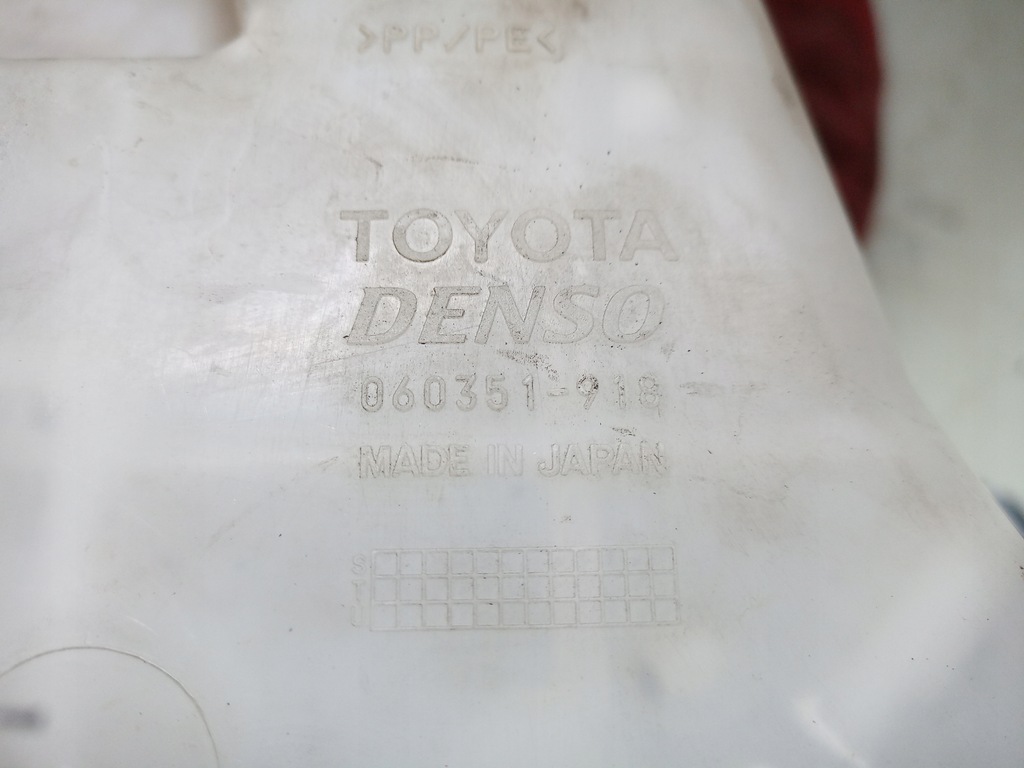 >PP/PE<
TOYOTA
DENSO
060351-918
MADE IN JAPAN